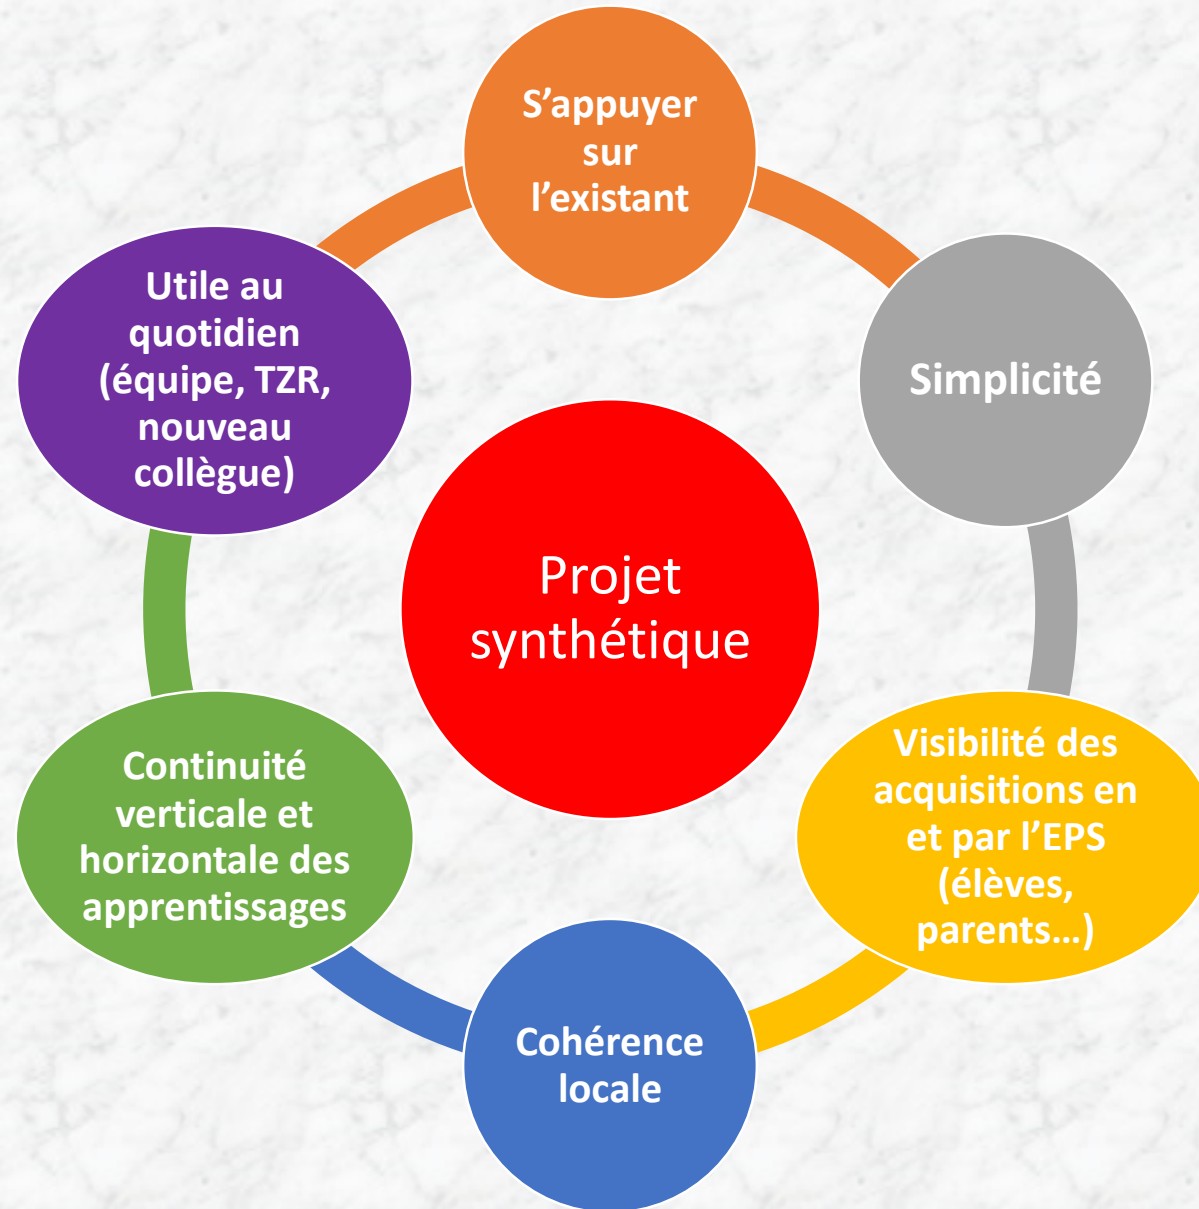 S’appuyer
sur
l’existant
Simplicité
Visibilité des
acquisitions en
et par l’EPS
(élèves,
parents…)
Cohérence
locale
Continuité
verticale et
horizontale des
apprentissages
Utile au
quotidien
(équipe, TZR,
nouveau
collègue)
Projet
synthétique